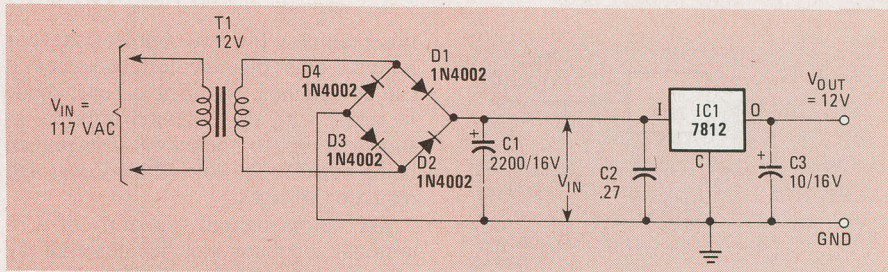 T1
12V
V_IN =
117 VAC
D4
1N4002
D1
1N4002
D3
1N4002
D2
1N4002
+
C1
2200/16V
V_IN
C2
.27
I
IC1
7812
O
C
+
C3
10/16V
V_OUT
= 12V
GND